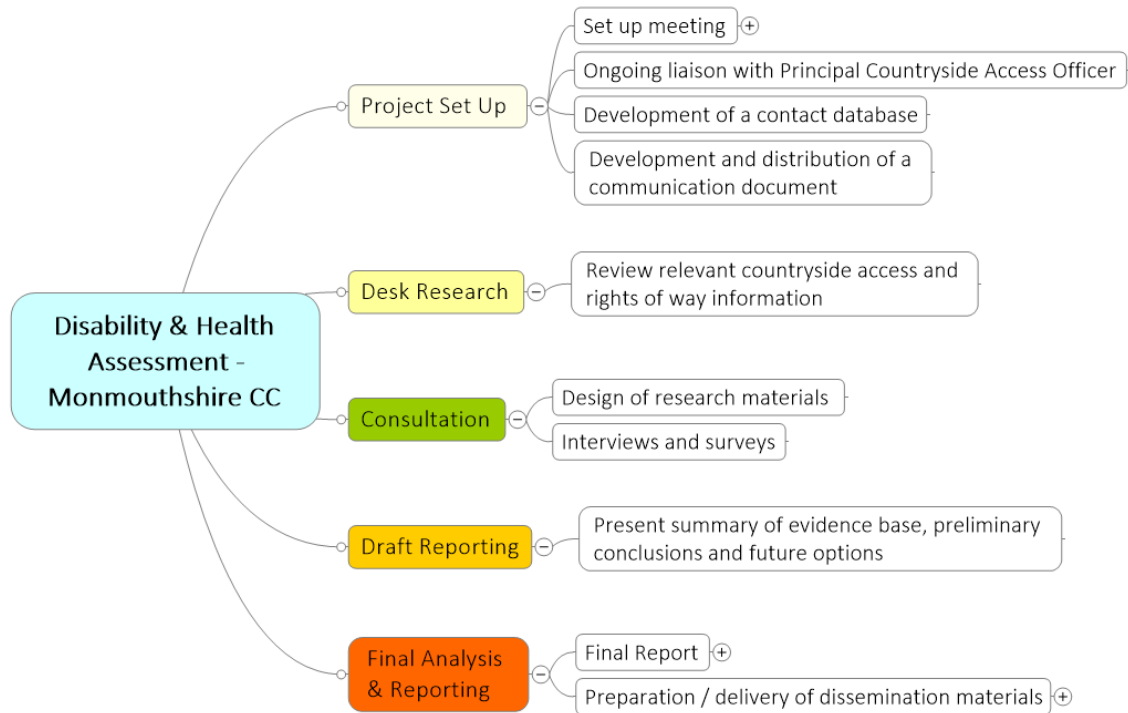 Disability & Health
Assessment -
Monmouthshire CC
Project Set Up
Set up meeting
Ongoing liaison with Principal Countryside Access Officer
Development of a contact database
Development and distribution of a
communication document
Desk Research
Review relevant countryside access and
rights of way information
Consultation
Design of research materials
Interviews and surveys
Draft Reporting
Present summary of evidence base, preliminary
conclusions and future options
Final Analysis
& Reporting
Final Report
Preparation / delivery of dissemination materials